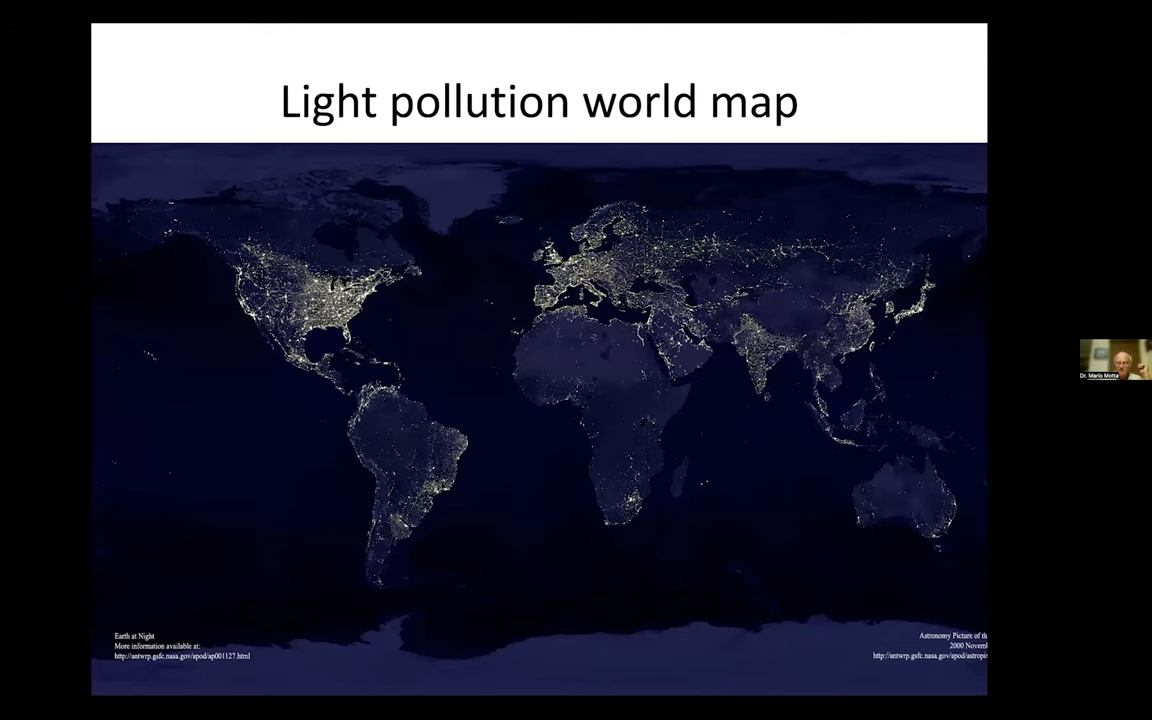 Light pollution world map
Dr. Mario Motta
Earth at Night
More information available at:
http://antwrp.gsfc.nasa.gov/apod/ap001127.html
Astronomy Picture of th
2000 Novem
http://antwrp.gsfc.nasa.gov/apod/astropi